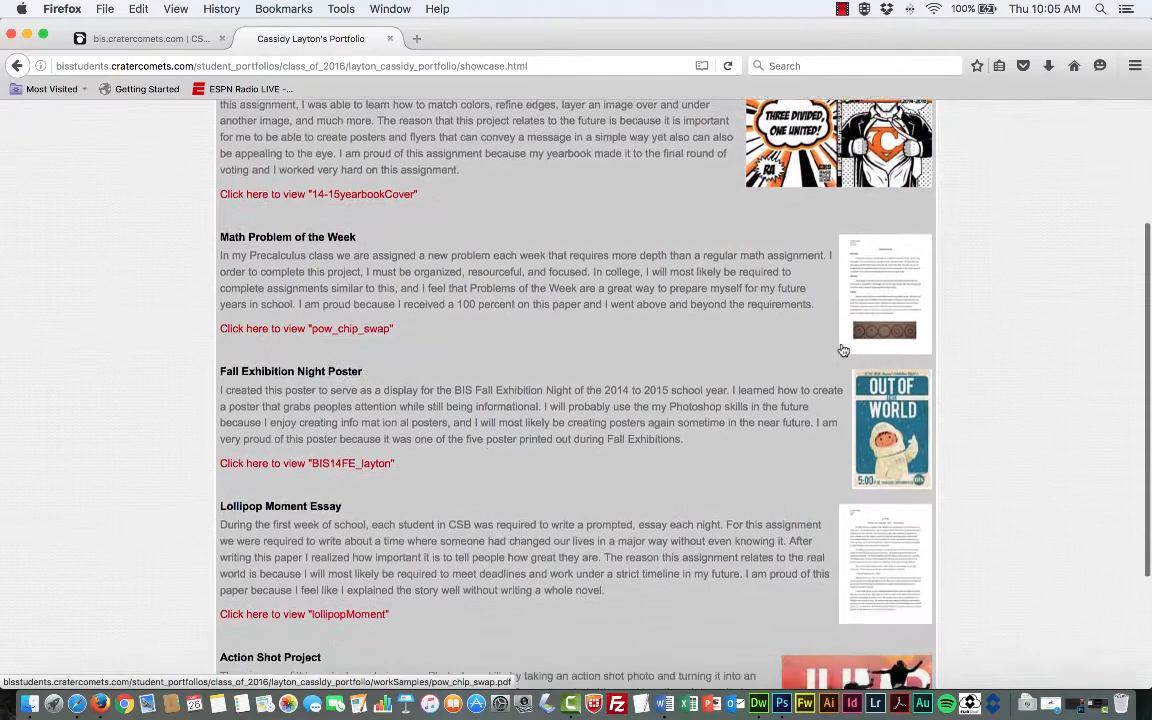 Firefox File Edit View History Bookmarks Tools Window Help 100% Thu 10:05 AM
bis.cratercomets.com | CS... × Cassidy Layton's Portfolio × +
bisstudents.cratercomets.com/student_portfolios/class_of_2016/layton_cassidy_portfolio/showcase.html Search
Most Visited Getting Started ESPN Radio LIVE -...
this assignment, I was able to learn how to match colors, refine edges, layer an image over and under
another image, and much more. The reason that this project relates to the future is because it is important
for me to be able to create posters and flyers that can convey a message in a simple way yet also can also
be appealing to the eye. I am proud of this assignment because my yearbook made it to the final round of
voting and I worked very hard on this assignment.
THREE DIVIDED,
ONE UNITED!
RA
C
Click here to view "14-15yearbookCover"
Math Problem of the Week
In my Precalculus class we are assigned a new problem each week that requires more depth than a regular math assignment. I
order to complete this project, I must be organized, resourceful, and focused. In college, I will most likely be required to
complete assignments similar to this, and I feel that Problems of the Week are a great way to prepare myself for my future
years in school. I am proud because I received a 100 percent on this paper and I went above and beyond the requirements.
Click here to view "pow_chip_swap"
Fall Exhibition Night Poster
I created this poster to serve as a display for the BIS Fall Exhibition Night of the 2014 to 2015 school year. I learned how to create
a poster that grabs peoples attention while still being informational. I will probably use the my Photoshop skills in the future
because I enjoy creating info mat ion al posters, and I will most likely be creating posters again sometime in the near future. I am
very proud of this poster because it was one of the five poster printed out during Fall Exhibitions.
OUT OF
WORLD
5:00
Click here to view "BIS14FE_layton"
Lollipop Moment Essay
During the first week of school, each student in CSB was required to write a prompted, essay each night. For this assignment
we were required to write about a time where someone had changed our lives in a major way without even knowing it. After
writing this paper I realized how important it is to tell people how great they are. The reason this assignment relates to the real
world is because I will most likely be required to meet deadlines and work under a strict timeline in my future. I am proud of this
paper because I feel like I explained the story well without writing a whole novel.
Click here to view "lollipopMoment"
Action Shot Project
taking an action shot photo and turning it into an
bisstudents.cratercomets.com/student_portfolios/class_of_2016/layton_cassidy_portfolio/workSamples/pow_chip_swap.pdf
Fz Dw Ps Fw Ai Id Lr Au